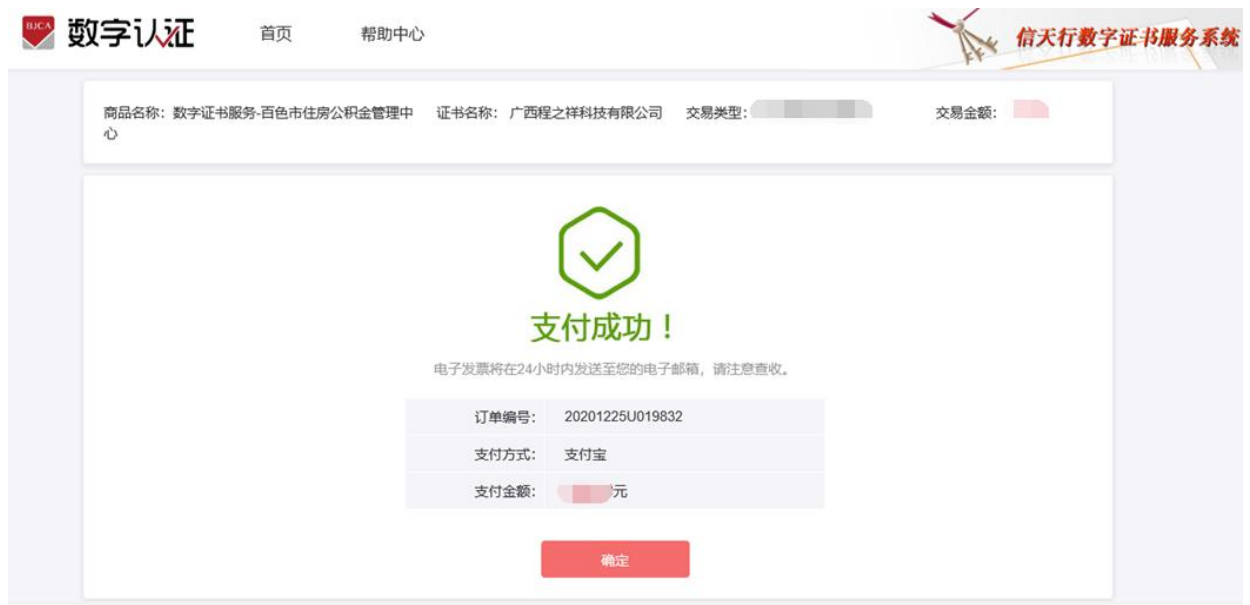 BJCA 数字认证 首页 帮助中心 信天行数字证书服务系统
商品名称：数字证书服务-百色市住房公积金管理中 证书名称：广西程之祥科技有限公司 交易类型： 交易金额：
心
支付成功！
电子发票将在24小时内发送至您的电子邮箱，请注意查收。
订单编号： 20201225U019832
支付方式： 支付宝
支付金额： 元
确定